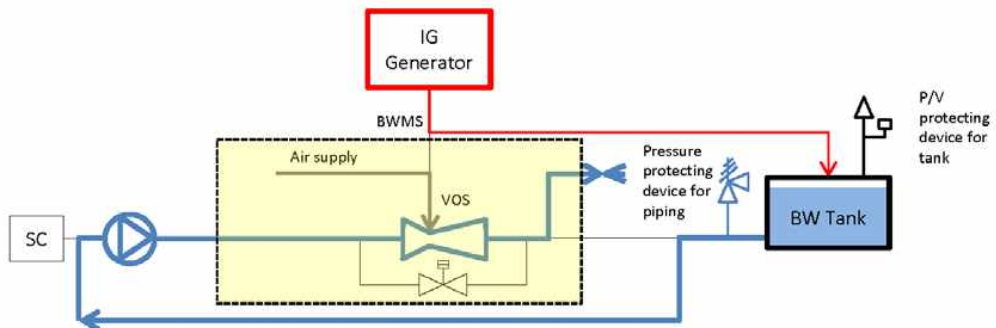 IG
Generator
BWMS
P/V
protecting
device for
tank
Air supply
VOS
Pressure
protecting
device for
piping
SC
BW Tank